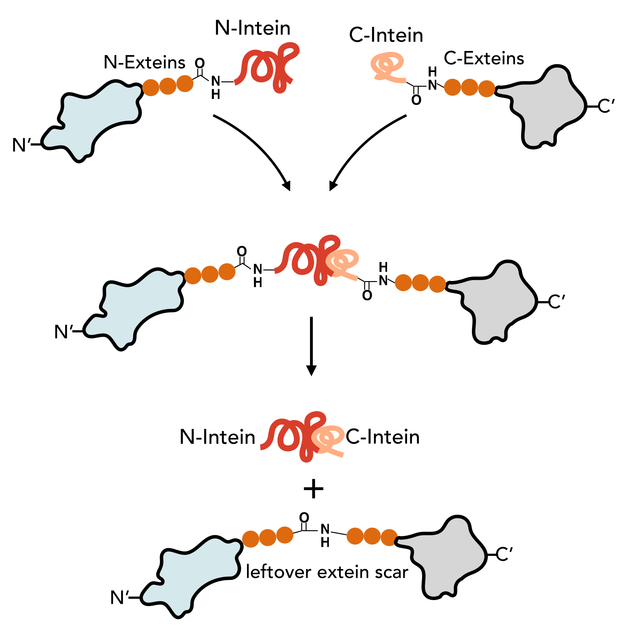 N-Intein
C-Intein
N-Exteins
C-Exteins
O
N
H
H
N
O
N′
C′
O
N
H
H
N
O
N′
C′
N-Intein
C-Intein
+
O
N
H
leftover extein scar
N′
C′